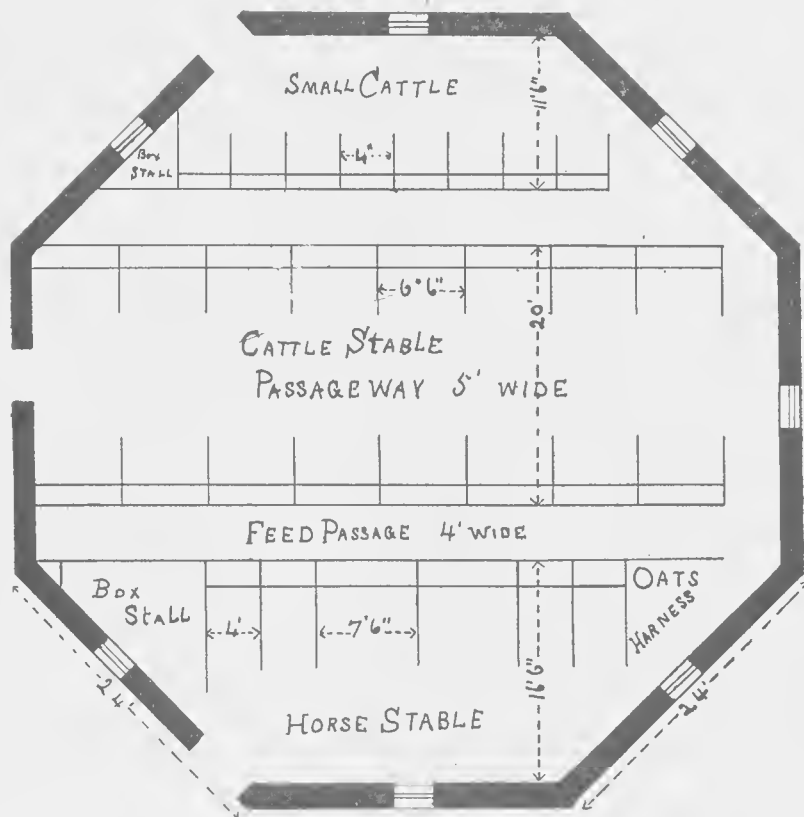 SMALL CATTLE
11'6"
Box
STALL
4"
6'6"
20'
CATTLE STABLE
PASSAGEWAY 5' WIDE
FEED PASSAGE 4' WIDE
BOX
STALL
4'
7'6"
OATS
HARNESS
16'6"
24'
24'
HORSE STABLE